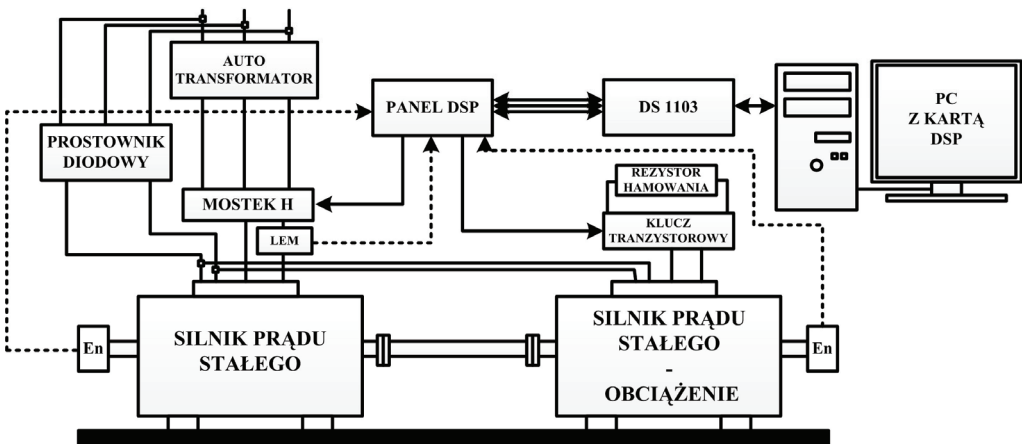 AUTO
TRANSFORMATOR
PANEL DSP
DS 1103
PC
Z KARTĄ
DSP
PROSTOWNIK
DIODOWY
REZYSTOR
HAMOWANIA
MOSTEK H
KLUCZ
TRANZYSTOROWY
LEM
En
SILNIK PRĄDU
STAŁEGO
SILNIK PRĄDU
STAŁEGO
-
OBCIĄŻENIE
En